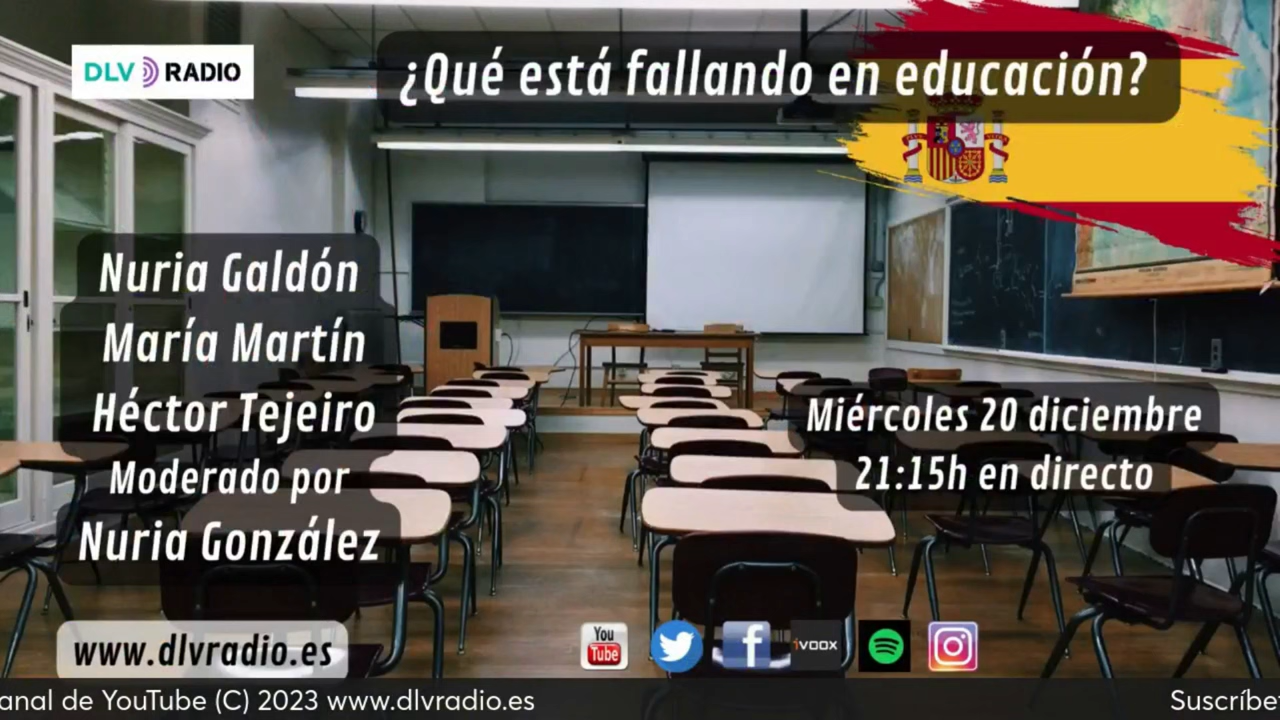 DLV RADIO
¿Qué está fallando en educación?
Nuria Galdón
María Martín
Héctor Tejeiro
Moderado por
Nuria González
Miércoles 20 diciembre
21:15h en directo
www.dlvradio.es
You
Tube
ivoox
anal de YouTube (C) 2023 www.dlvradio.es
Suscríbe